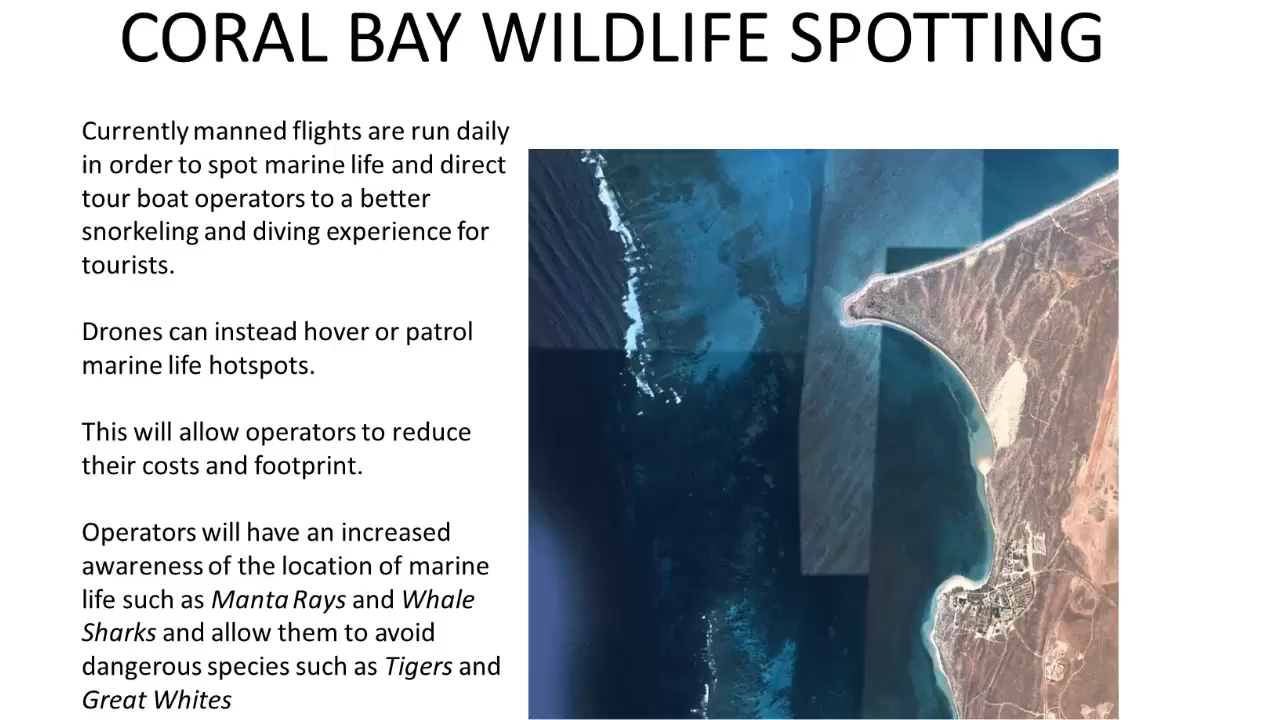 CORAL BAY WILDLIFE SPOTTING
Currently manned flights are run daily
in order to spot marine life and direct
tour boat operators to a better
snorkeling and diving experience for
tourists.
Drones can instead hover or patrol
marine life hotspots.
This will allow operators to reduce
their costs and footprint.
Operators will have an increased
awareness of the location of marine
life such as Manta Rays and Whale
Sharks and allow them to avoid
dangerous species such as Tigers and
Great Whites